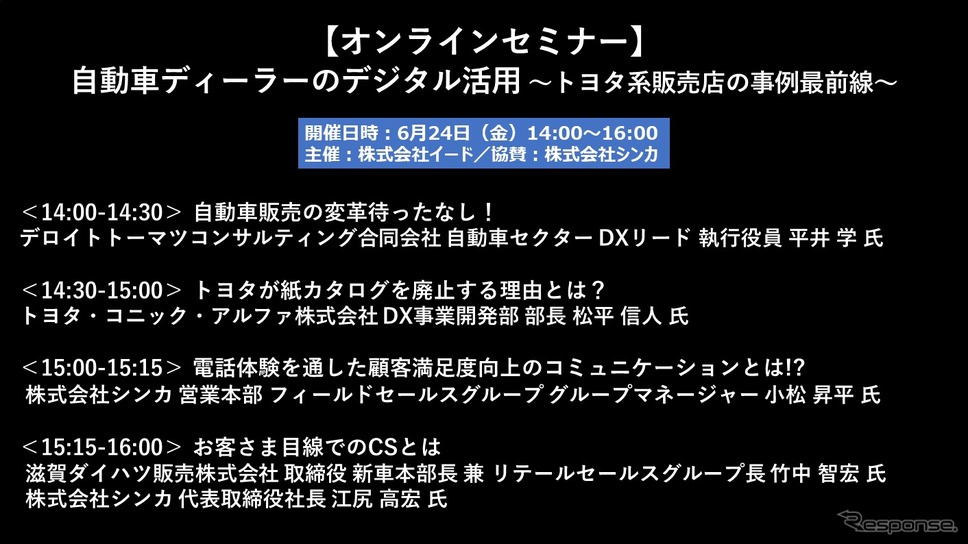 【オンラインセミナー】
自動車ディーラーのデジタル活用 ～トヨタ系販売店の事例最前線～
開催日時：6月24日（金）14:00～16:00
主催：株式会社イード／協賛：株式会社シンカ
＜14:00-14:30＞ 自動車販売の変革待ったなし！
デロイトトーマツコンサルティング合同会社 自動車セクター DXリード 執行役員 平井 学 氏
＜14:30-15:00＞ トヨタが紙カタログを廃止する理由とは？
トヨタ・コニック・アルファ株式会社 DX事業開発部 部長 松平 信人 氏
＜15:00-15:15＞ 電話体験を通した顧客満足度向上のコミュニケーションとは!?
株式会社シンカ 営業本部 フィールドセールスグループ グループマネージャー 小松 昇平 氏
＜15:15-16:00＞ お客さま目線でのCSとは
滋賀ダイハツ販売株式会社 取締役 新車本部長 兼 リテールセールスグループ長 竹中 智宏 氏
株式会社シンカ 代表取締役社長 江尻 高宏 氏
Response.